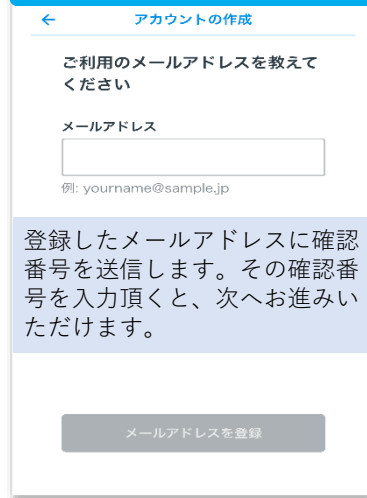 ← アカウントの作成
ご利用のメールアドレスを教えて
ください
メールアドレス
例: yourname@sample.jp
登録したメールアドレスに確認
番号を送信します。その確認番
号を入力頂くと、次へお進みい
ただけます。
メールアドレスを登録